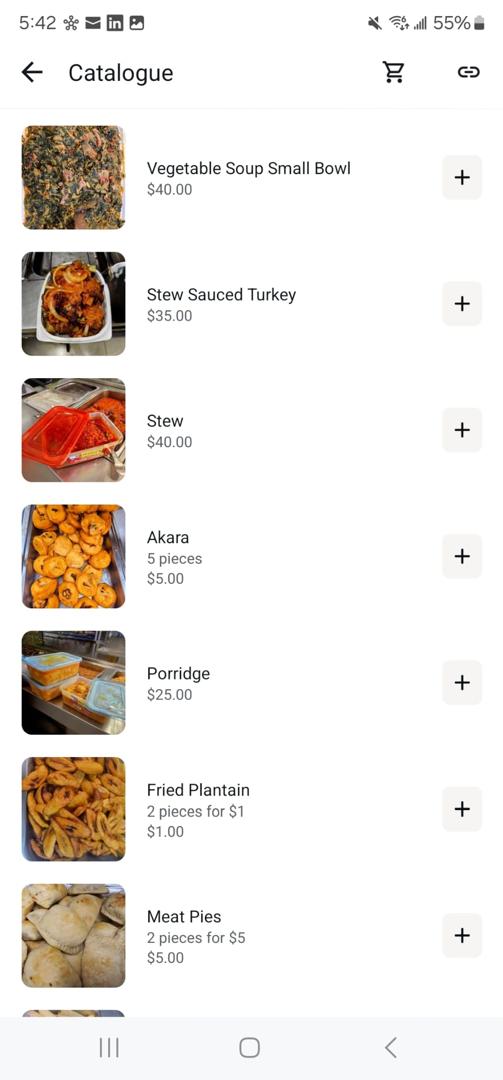 5:42
55%
Catalogue
Vegetable Soup Small Bowl
$40.00
Stew Sauced Turkey
$35.00
Stew
$40.00
Akara
5 pieces
$5.00
Porridge
$25.00
Fried Plantain
2 pieces for $1
$1.00
Meat Pies
2 pieces for $5
$5.00